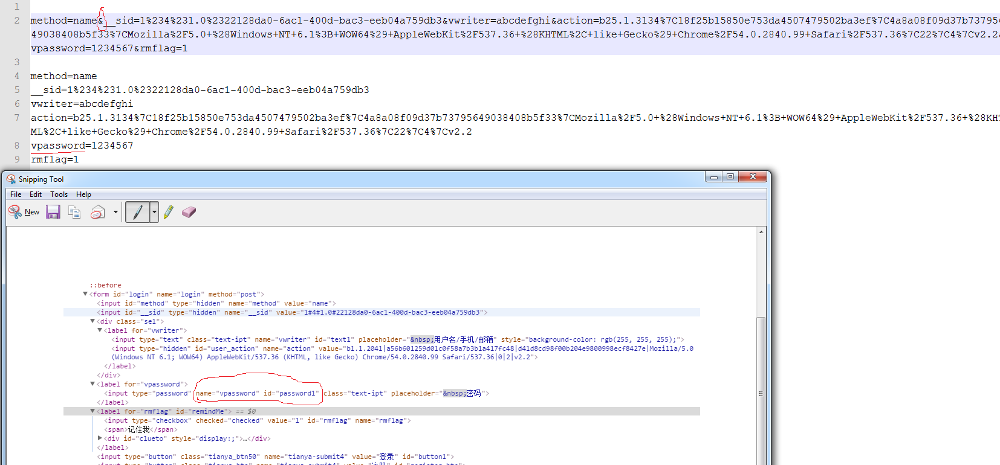 1
2 method=name&__sid=1%234%231.0%2322128da0-6ac1-400d-bac3-eeb04a759db3&vwriter=abcdefghi&action=b25.1.3134%7C18f25b15850e753da4507479502ba3ef%7C4a8a08f09d37b73795649038408b5f33%7CMozilla%2F5.0+%28Windows+NT+6.1%3B+WOW64%29+AppleWebKit%2F537.36+%28KHTML%2C+like+Gecko%29+Chrome%2F54.0.2840.99+Safari%2F537.36%7C22%7C4%7Cv2.2&
vpassword=1234567&rmflag=1
3
4 method=name
5 __sid=1%234%231.0%2322128da0-6ac1-400d-bac3-eeb04a759db3
6 vwriter=abcdefghi
7 action=b25.1.3134%7C18f25b15850e753da4507479502ba3ef%7C4a8a08f09d37b73795649038408b5f33%7CMozilla%2F5.0+%28Windows+NT+6.1%3B+WOW64%29+AppleWebKit%2F537.36+%28KH
ML%2C+like+Gecko%29+Chrome%2F54.0.2840.99+Safari%2F537.36%7C22%7C4%7Cv2.2
8 vpassword=1234567
9 rmflag=1
Snipping Tool
File Edit Tools Help
New
::before
▼<form id="login" name="login" method="post">
<input id="method" type="hidden" name="method" value="name">
<input id="__sid" type="hidden" name="__sid" value="1#4#1.0#22128da0-6ac1-400d-bac3-eeb04a759db3">
▼<div class="sel">
▼<label for="vwriter">
<input type="text" class="text-ipt" name="vwriter" id="text1" placeholder="&nbsp;用户名/手机/邮箱" style="background-color: rgb(255, 255, 255);">
<input type="hidden" id="user_action" name="action" value="b1.1.2041|a56b601259d01c0f58a7b3b1a417fc48|d41d8cd98f00b204e9800998ecf8427e|Mozilla/5.0
(Windows NT 6.1; WOW64) AppleWebKit/537.36 (KHTML, like Gecko) Chrome/54.0.2840.99 Safari/537.36|0|2|v2.2">
</label>
</div>
▼<label for="vpassword">
<input type="password" name="vpassword" id="password1" class="text-ipt" placeholder="&nbsp;密码">
</label>
▼<label for="rmflag" id="remindMe"> == $0
<input type="checkbox" checked="checked" value="1" id="rmflag" name="rmflag">
<span>记住我</span>
▶<div id="clueto" style="display:;">…</div>
</label>
<input type="button" class="tianya_btn50" name="tianya-submit4" value="登录" id="button1">